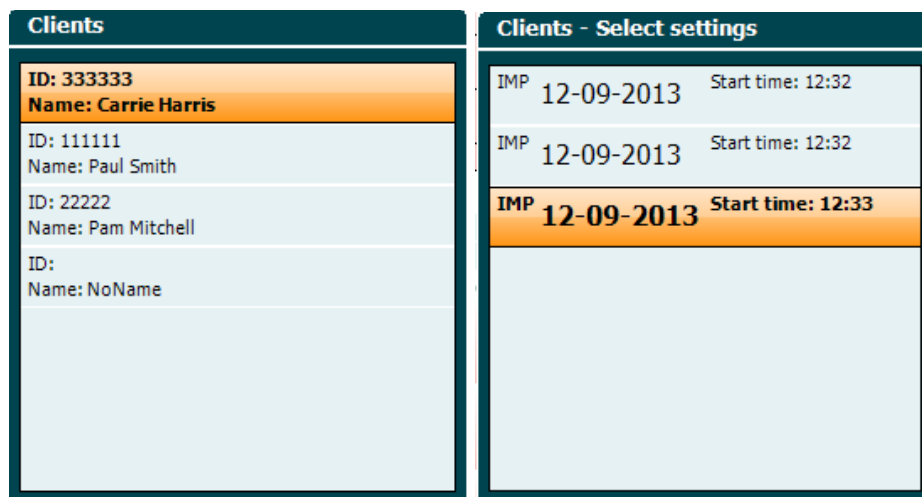 Clients
ID: 333333
Name: Carrie Harris
ID: 111111
Name: Paul Smith
ID: 22222
Name: Pam Mitchell
ID:
Name: NoName
Clients - Select settings
IMP 12-09-2013 Start time: 12:32
IMP 12-09-2013 Start time: 12:32
IMP 12-09-2013 Start time: 12:33